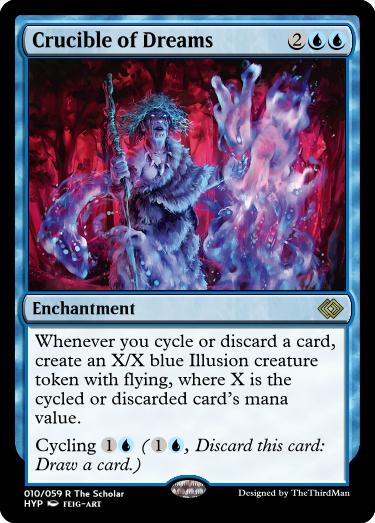 Crucible of Dreams 2
Enchantment
Whenever you cycle or discard a card,
create an X/X blue Illusion creature
token with flying, where X is the
cycled or discarded card's mana
value.
Cycling 1 (1, Discard this card:
Draw a card.)
010/059 R The Scholar
Designed by TheThirdMan
HYP FEIG-ART